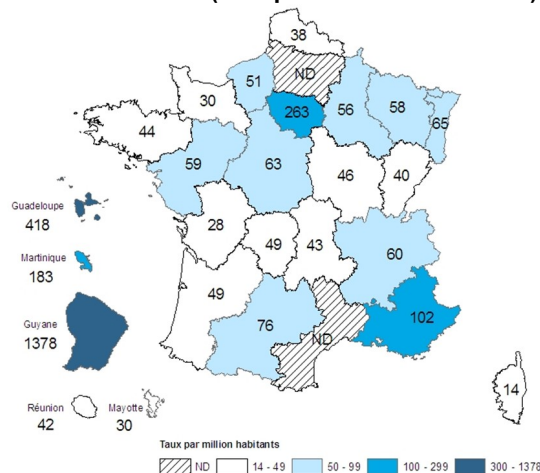 38
ND
51
30
263
56
58
65
44
59
63
46
40
Guadeloupe
418
28
49
43
60
Martinique
183
49
76
102
Guyane
1378
ND
14
Réunion
42
Mayotte
30
Taux par million habitants
ND 14 - 49 50 - 99 100 - 299 300 - 1378